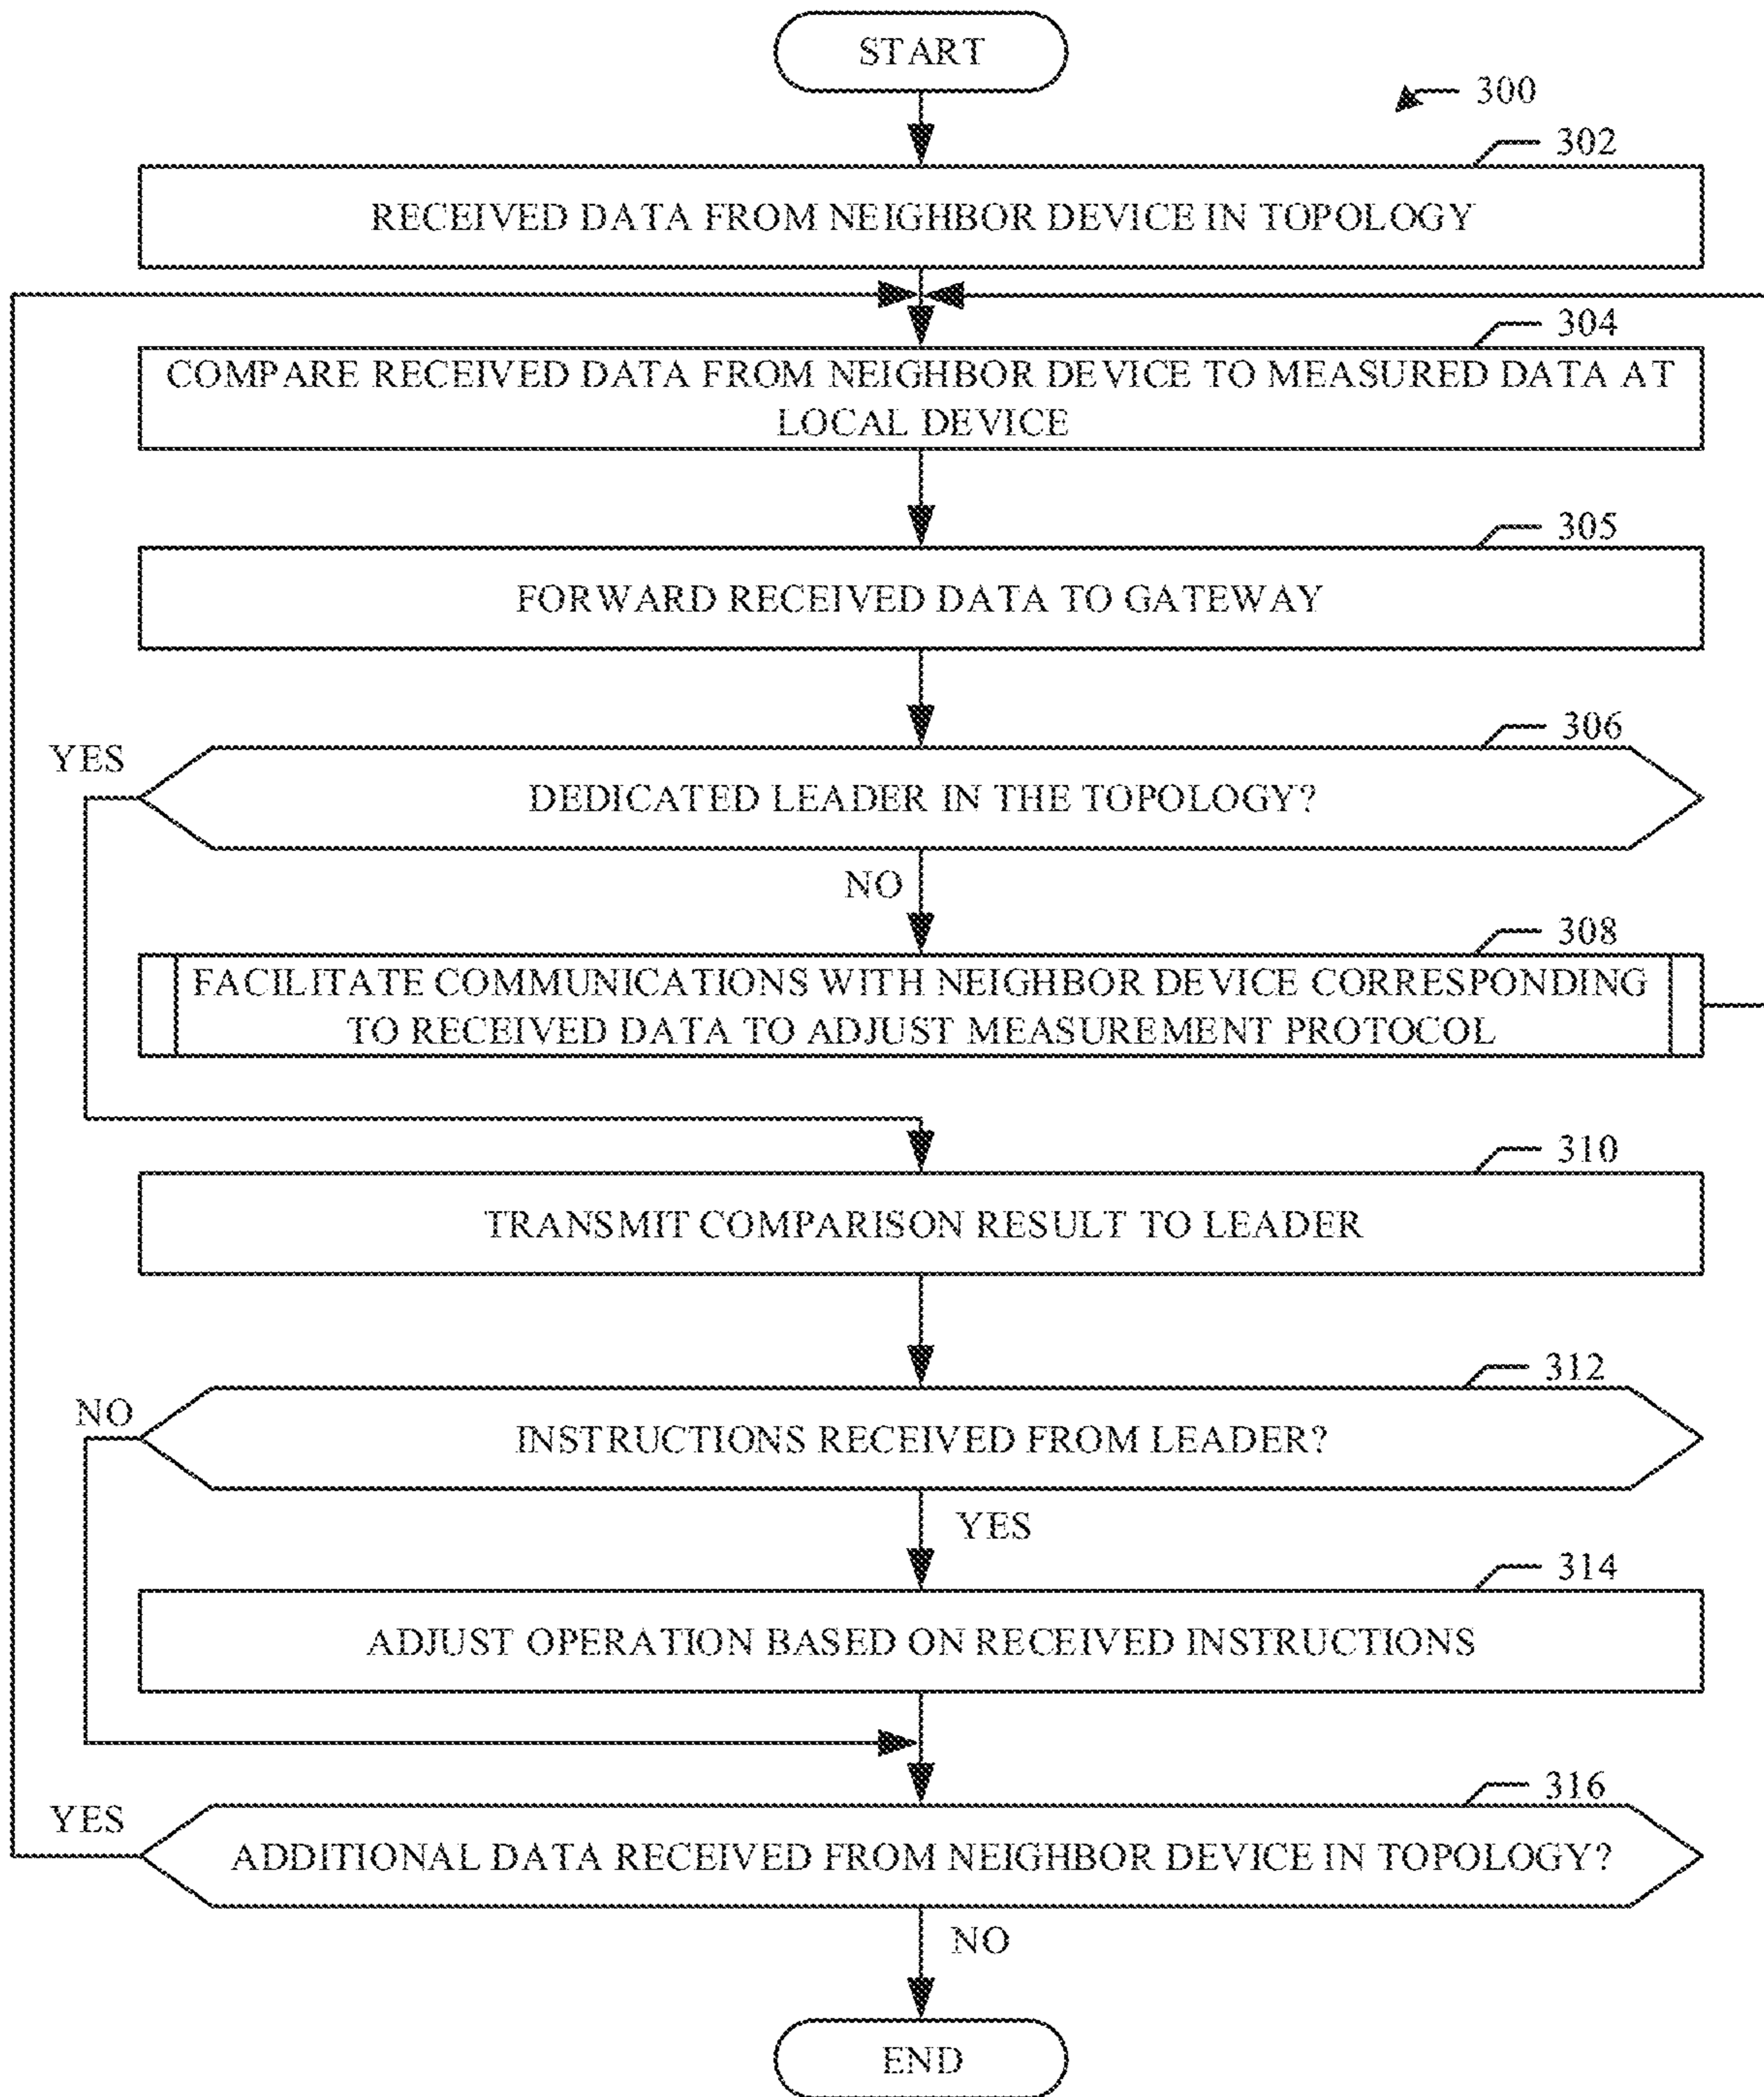 START
300
302
RECEIVED DATA FROM NEIGHBOR DEVICE IN TOPOLOGY
304
COMPARE RECEIVED DATA FROM NEIGHBOR DEVICE TO MEASURED DATA AT
LOCAL DEVICE
305
FORWARD RECEIVED DATA TO GATEWAY
306
YES
DEDICATED LEADER IN THE TOPOLOGY?
NO
308
FACILITATE COMMUNICATIONS WITH NEIGHBOR DEVICE CORRESPONDING
TO RECEIVED DATA TO ADJUST MEASUREMENT PROTOCOL
310
TRANSMIT COMPARISON RESULT TO LEADER
312
NO
INSTRUCTIONS RECEIVED FROM LEADER?
YES
314
ADJUST OPERATION BASED ON RECEIVED INSTRUCTIONS
316
YES
ADDITIONAL DATA RECEIVED FROM NEIGHBOR DEVICE IN TOPOLOGY?
NO
END